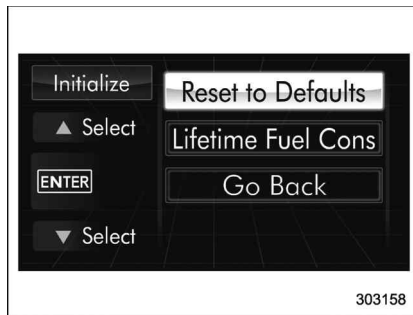 Initialize
▲ Select
ENTER
▼ Select
Reset to Defaults
Lifetime Fuel Cons
Go Back
303158